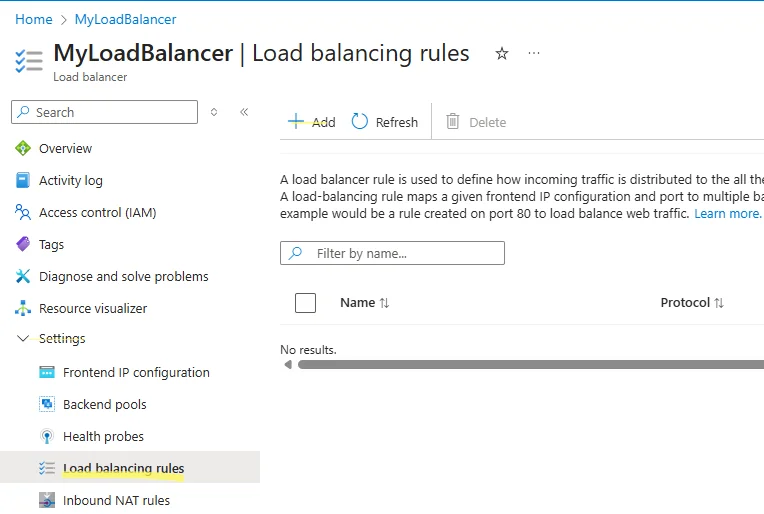 Home > MyLoadBalancer
MyLoadBalancer | Load balancing rules
Load balancer
Search
Add Refresh Delete
Overview
Activity log
Access control (IAM)
Tags
Diagnose and solve problems
Resource visualizer
Settings
Frontend IP configuration
Backend pools
Health probes
Load balancing rules
Inbound NAT rules
A load balancer rule is used to define how incoming traffic is distributed to the all the
A load-balancing rule maps a given frontend IP configuration and port to multiple ba
example would be a rule created on port 80 to load balance web traffic. Learn more.
Filter by name...
Name Protocol
No results.